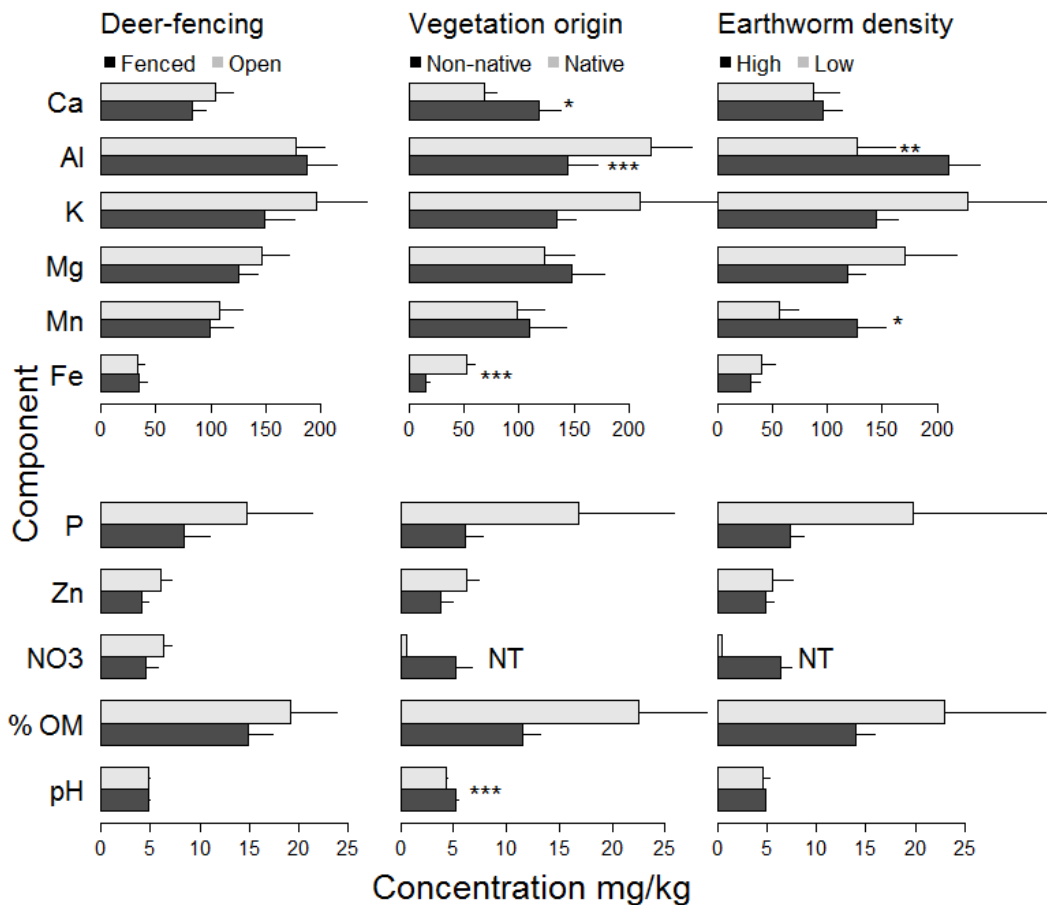 Deer-fencing Vegetation origin Earthworm density
Fenced Open Non-native Native High Low
Ca *
Al *** **
K
Mg
Mn *
Fe ***
0 50 100 150 200 0 50 100 150 200 0 50 100 150 200
Component
P
Zn
NO3 NT NT
% OM
pH ***
0 5 10 15 20 25 0 5 10 15 20 25 0 5 10 15 20 25
Concentration mg/kg